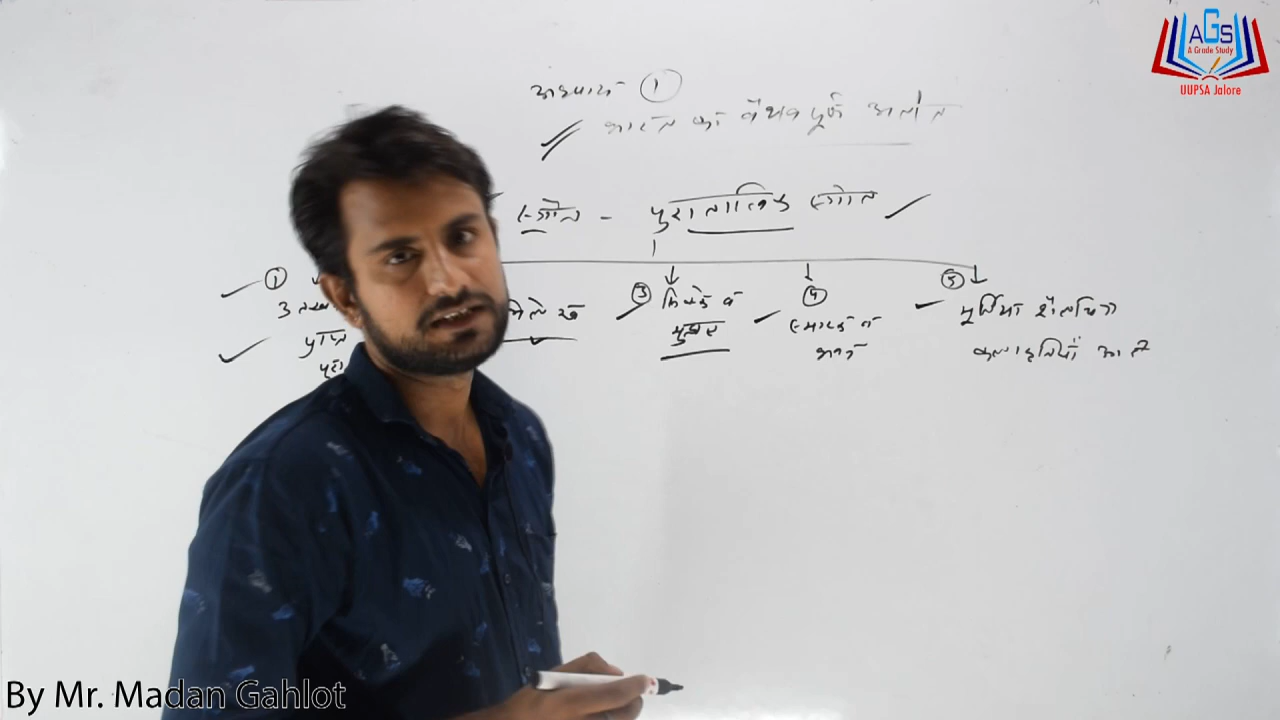 AGS
A Grade Study
UUPSA Jalore
अध्याय ①
भारत का वैभवपूर्ण अतीत
स्त्रोत - पुरातात्विक स्त्रोत
① ③ ④ ⑤
सिक्के व मूर्तियां शैलचित्र
मुहर स्मारक व कलाकृतियाँ आदि
भवन
By Mr. Madan Gahlot